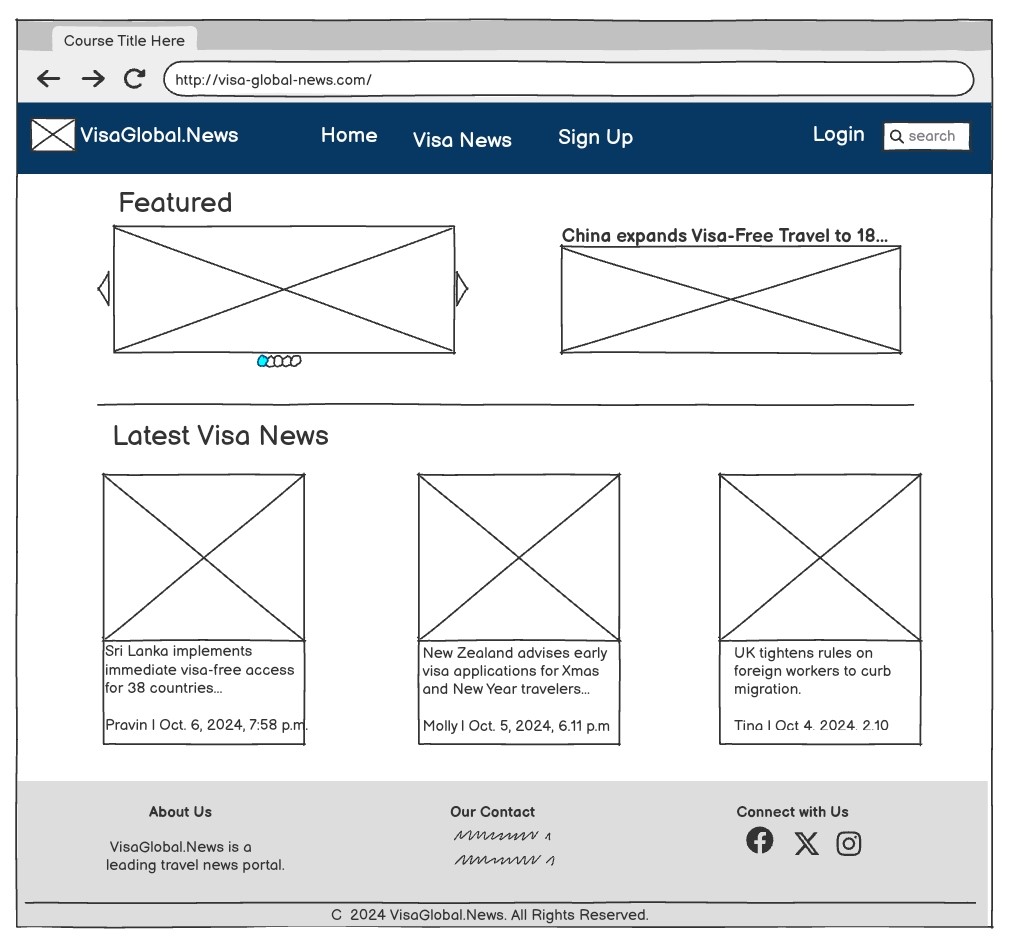 Course Title Here
http://visa-global-news.com/
VisaGlobal.News Home Visa News Sign Up Login search
Featured
China expands Visa-Free Travel to 18...
Latest Visa News
Sri Lanka implements
immediate visa-free access
for 38 countries...
Pravin | Oct. 6, 2024, 7:58 p.m.
New Zealand advises early
visa applications for Xmas
and New Year travelers...
Molly | Oct. 5, 2024, 6.11 p.m
UK tightens rules on
foreign workers to curb
migration.
Tina | Oct 4, 2024, 2.10
About Us
VisaGlobal.News is a
leading travel news portal.
Our Contact
Connect with Us
C 2024 VisaGlobal.News. All Rights Reserved.